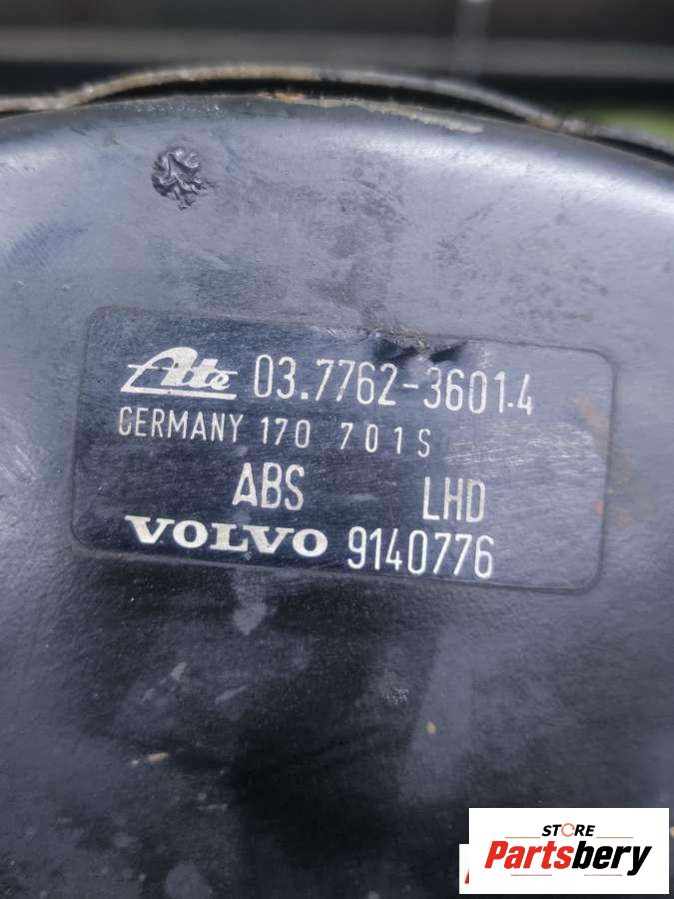 Ate 03.7762-3601.4
GERMANY 170 701S
ABS LHD
VOLVO 9140776
STORE
Partsbery